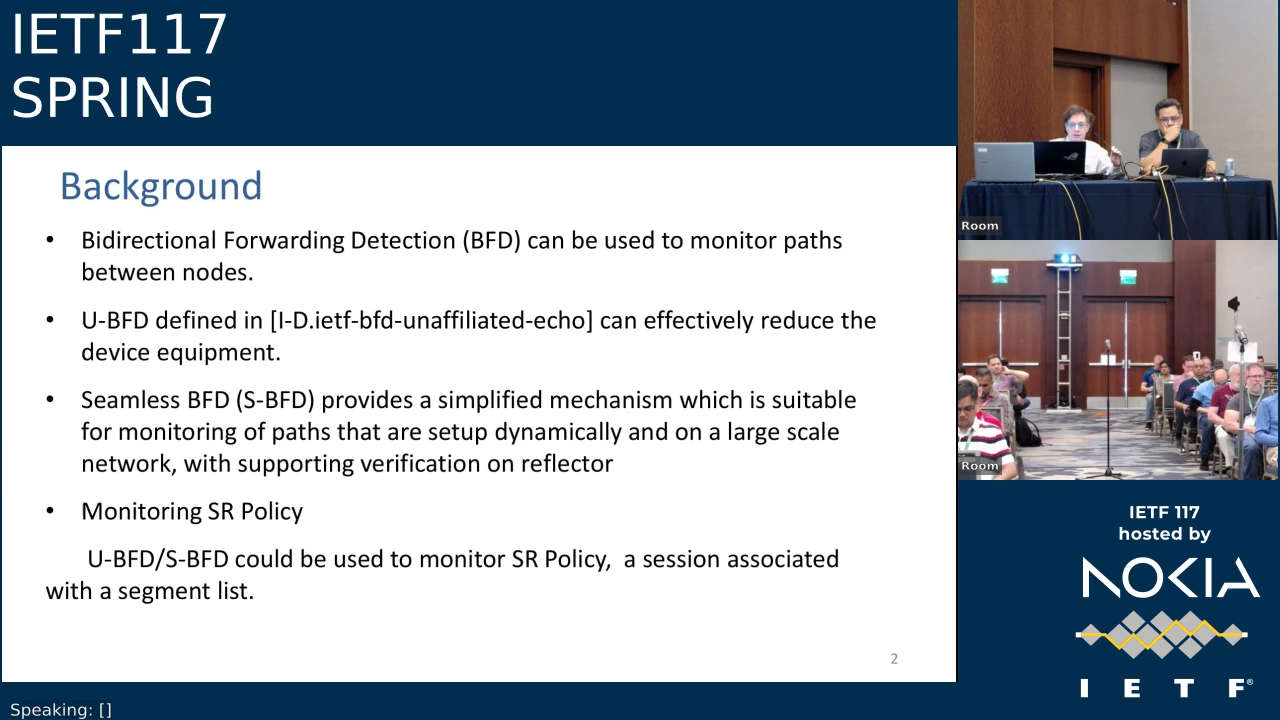 IETF117
SPRING
Background
• Bidirectional Forwarding Detection (BFD) can be used to monitor paths
between nodes.
• U-BFD defined in [I-D.ietf-bfd-unaffiliated-echo] can effectively reduce the
device equipment.
• Seamless BFD (S-BFD) provides a simplified mechanism which is suitable
for monitoring of paths that are setup dynamically and on a large scale
network, with supporting verification on reflector
• Monitoring SR Policy
U-BFD/S-BFD could be used to monitor SR Policy,  a session associated
with a segment list.
2
Speaking: []
Room
Room
IETF 117
hosted by
NOKIA
I E T F®